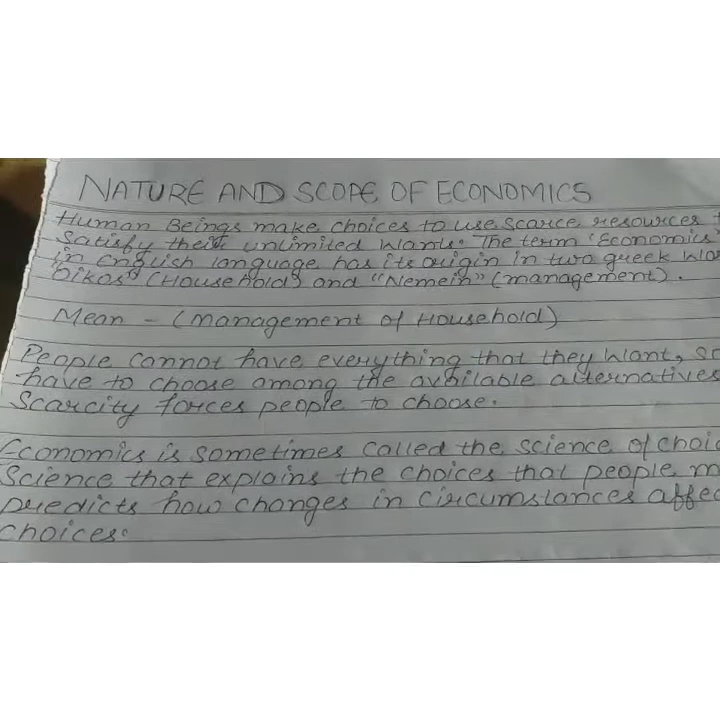 NATURE AND SCOPE OF ECONOMICS
Human Beings make choices to use scarce resources
Satisfy their unlimited wants. The term 'Economics'
in english language has its origin in two greek
Oikos" (Household) and "Nemein" (management).
Mean - (management of Household)
People cannot have everything that they want, so
have to choose among the available alternatives
Scarcity forces people to choose.
Economics is sometimes called the science of
Science that explains the choices that people
predicts how changes in circumstances
choices.